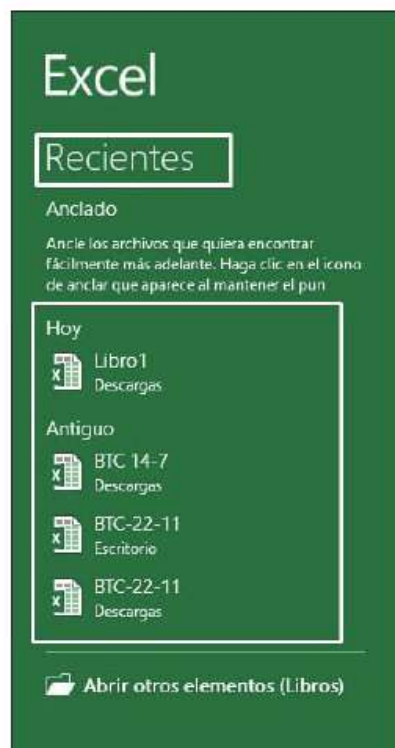 Excel
Recientes
Anclado
Ancle los archivos que quiera encontrar
fácilmente más adelante. Haga clic en el icono
de anclar que aparece al mantener el pun
Hoy
Libro1
Descargas
Antiguo
BTC 14-7
Descargas
BTC-22-11
Escritorio
BTC-22-11
Descargas
Abrir otros elementos (Libros)